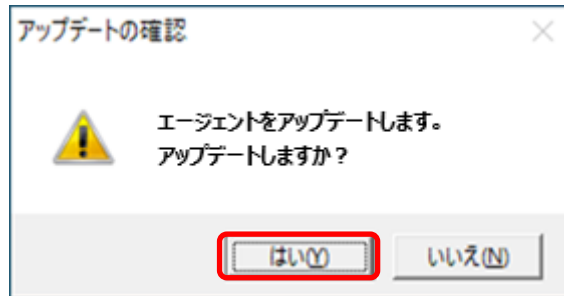 アップデートの確認
エージェントをアップデートします。
アップデートしますか？
はい(Y)
いいえ(N)